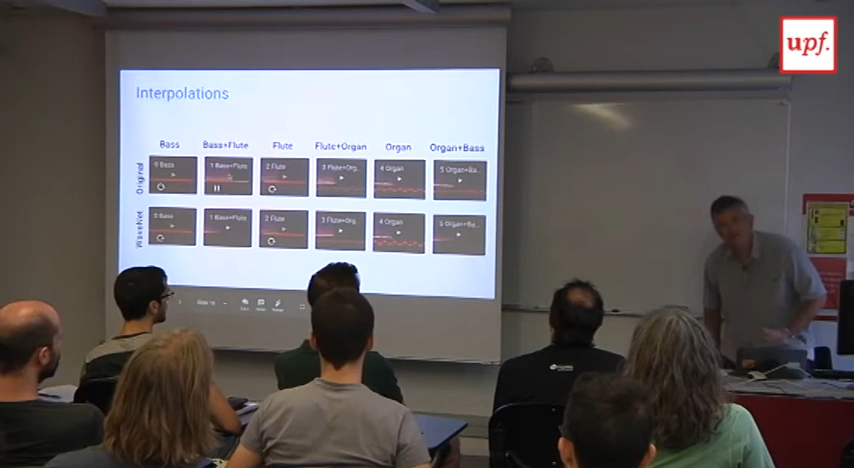 upf.
Interpolations
Bass Bass+Flute Flute Flute+Organ Organ Organ+Bass
Original
0 Bass 1 Bass+Flute 2 Flute 3 Flute+Org... 4 Organ 5 Organ+Ba...
WaveNet
0 Bass 1 Bass+Flute 2 Flute 3 Flute+Org... 4 Organ 5 Organ+Ba...